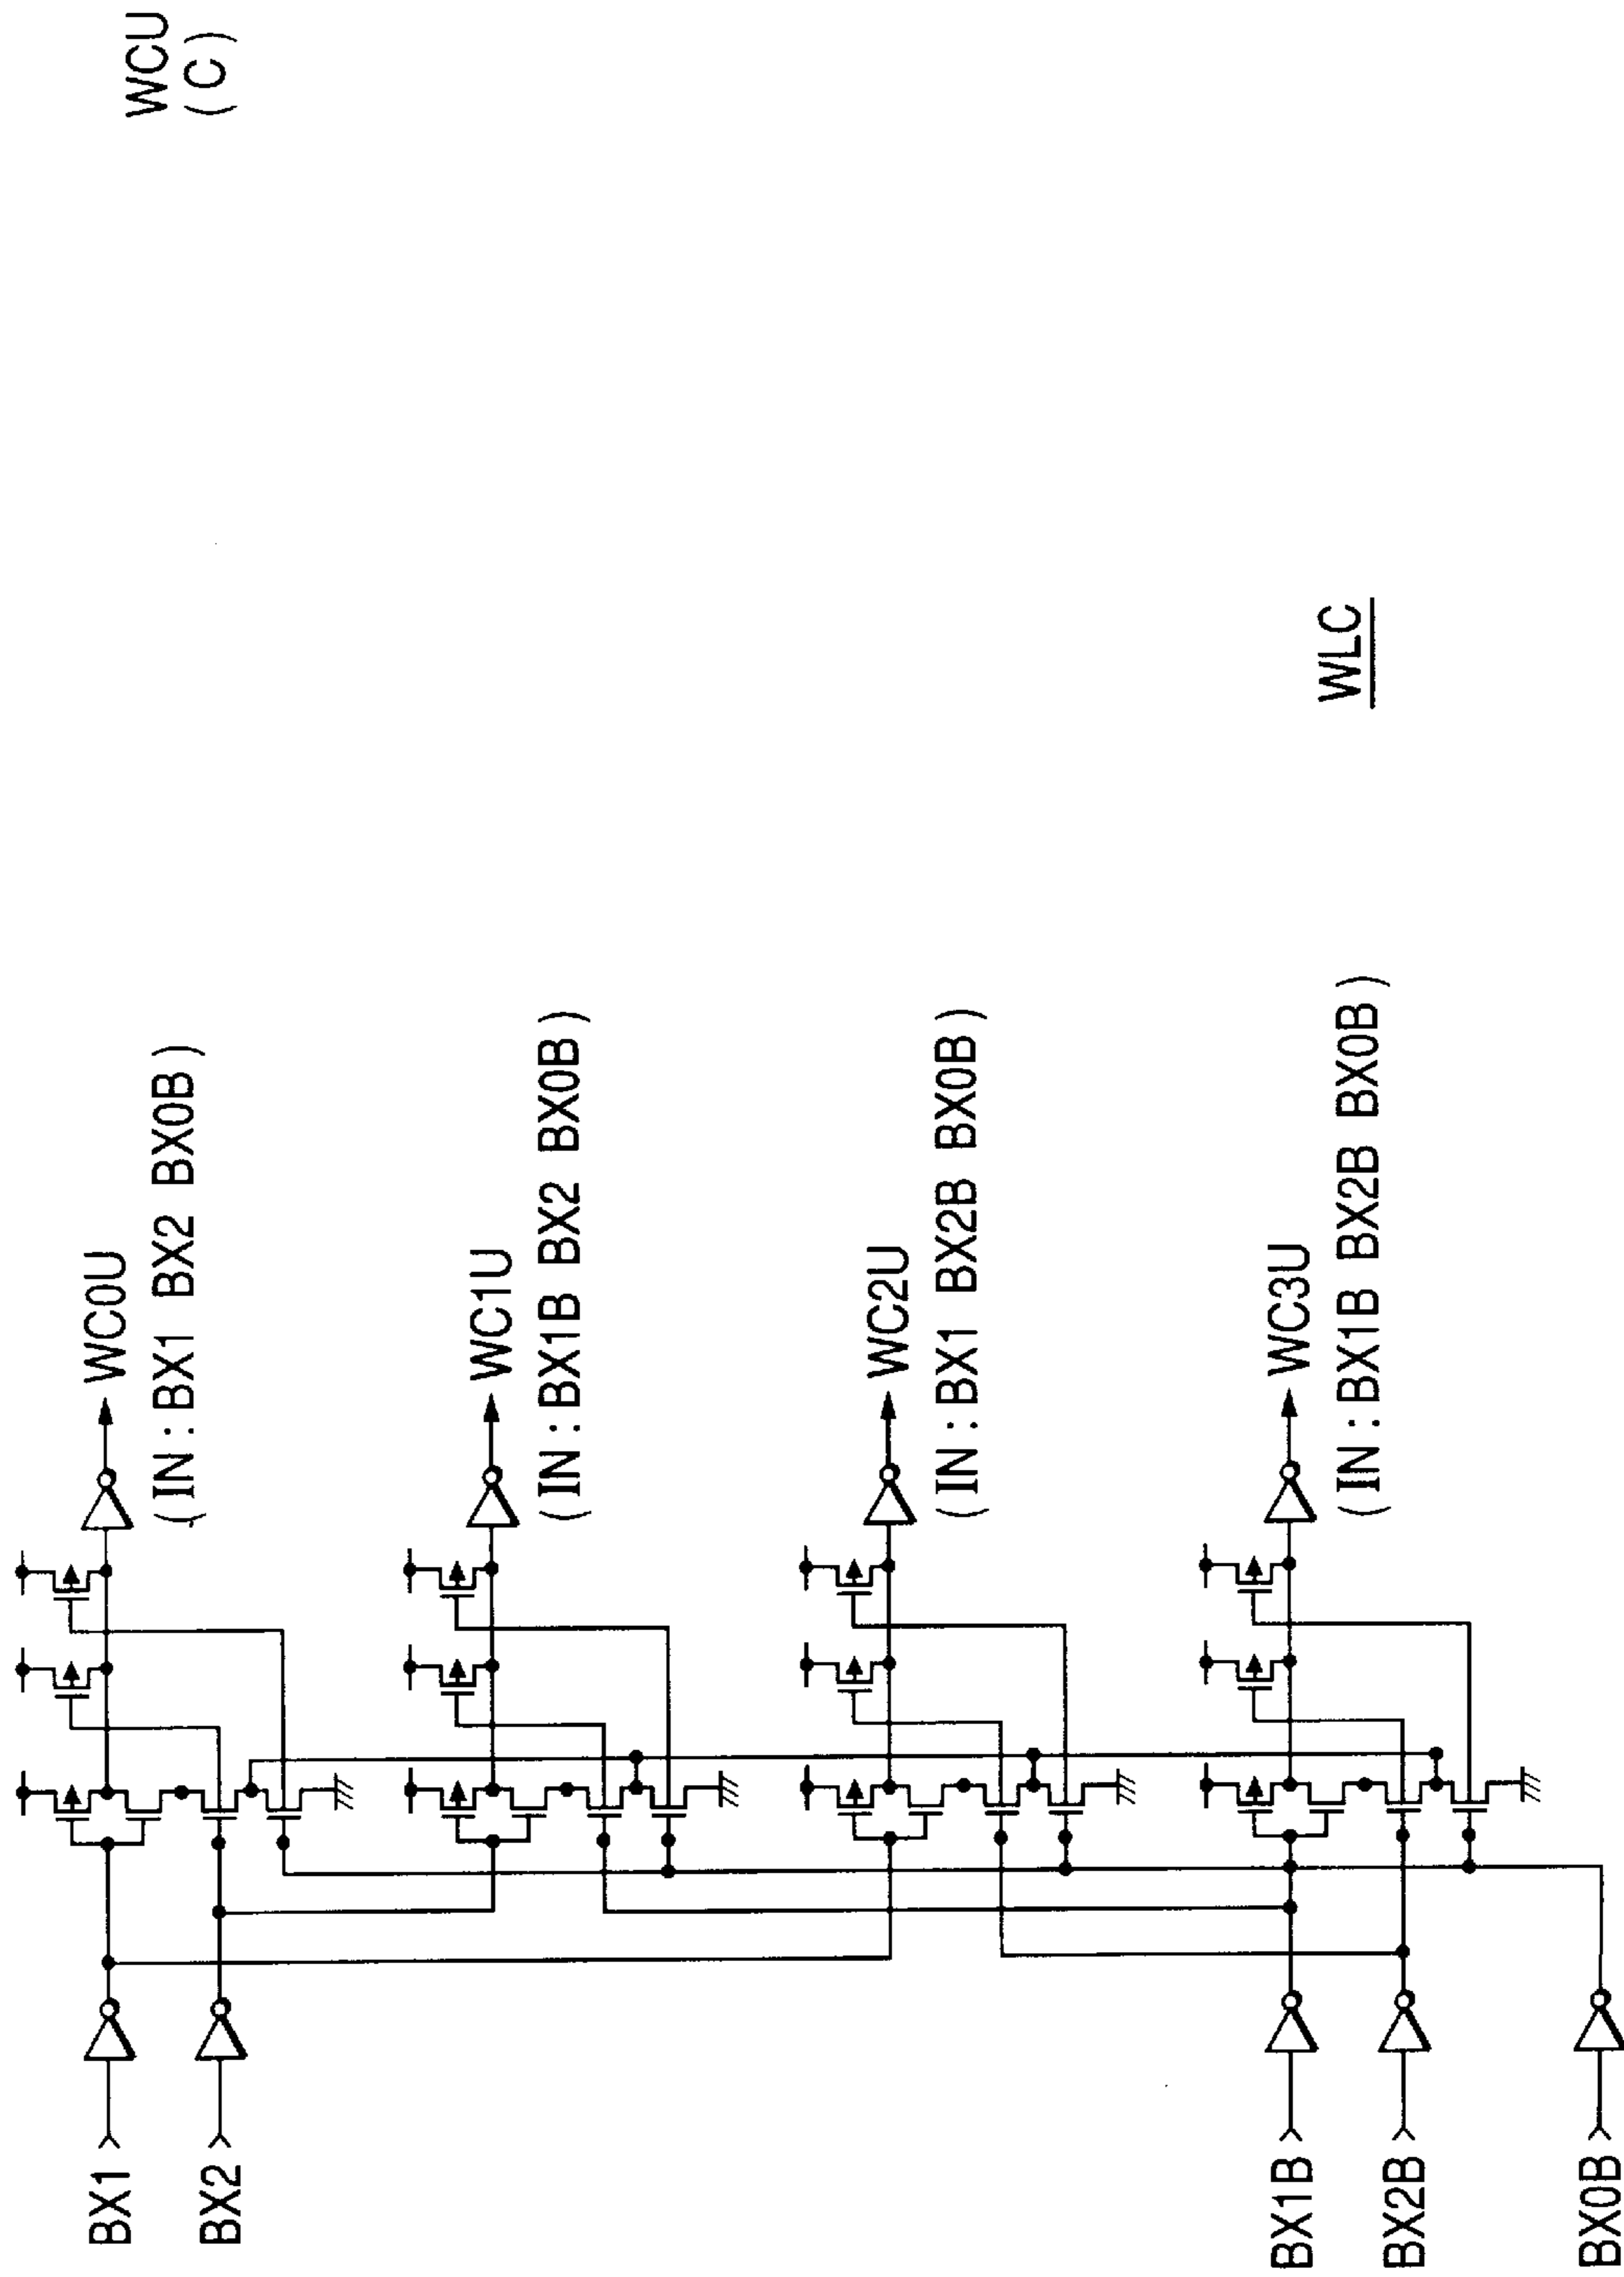 WCU
(C)
BX1
BX2
WC0U
(IN:BX1 BX2 BX0B)
WC1U
(IN:BX1B BX2 BX0B)
WC2U
(IN:BX1 BX2B BX0B)
BX1B
BX2B
BX0B
WC3U
(IN:BX1B BX2B BX0B)
WLC